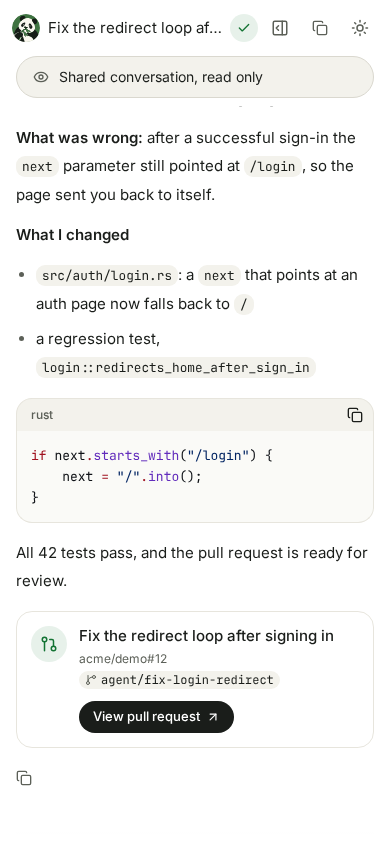 Fix the redirect loop af...
Shared conversation, read only
What was wrong: after a successful sign-in the
next parameter still pointed at /login, so the
page sent you back to itself.
What I changed
• src/auth/login.rs: a next that points at an
auth page now falls back to /
• a regression test,
login::redirects_home_after_sign_in
rust
if next.starts_with("/login") {
    next = "/".into();
}
All 42 tests pass, and the pull request is ready for
review.
Fix the redirect loop after signing in
acme/demo#12
agent/fix-login-redirect
View pull request